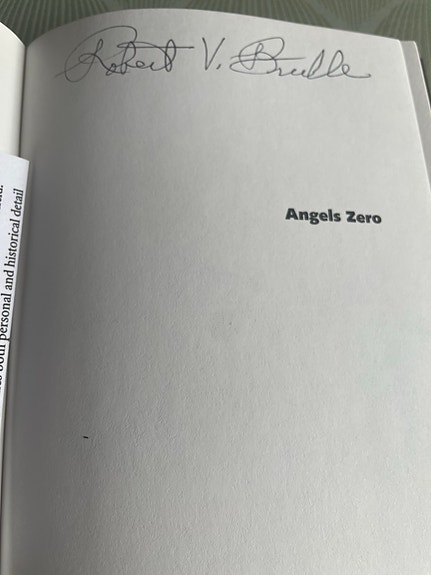 Robert V. Brulle
Angels Zero
both personal and historical detail